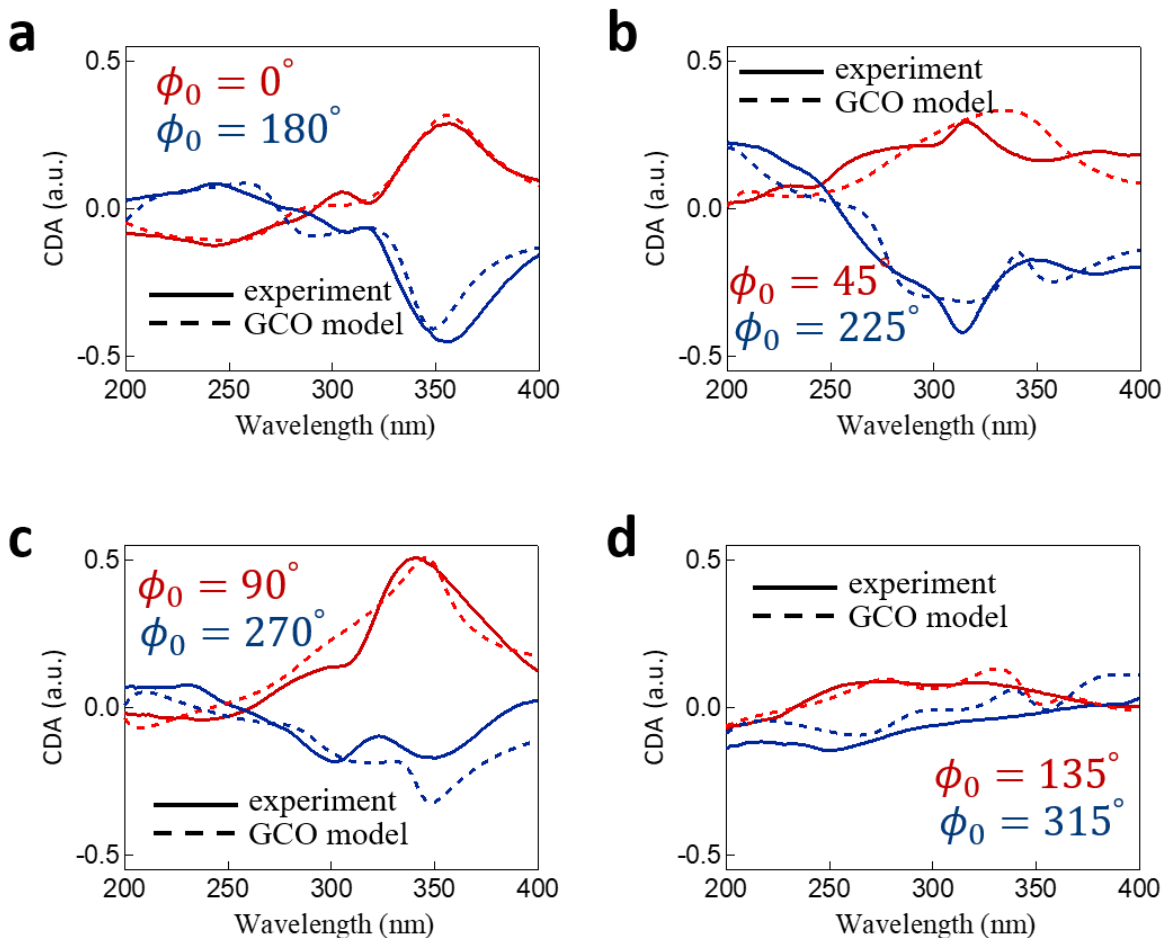 a
0.5
0.0
-0.5
CDA (a.u.)
ϕ₀ = 0°
ϕ₀ = 180°
experiment
GCO model
200 250 300 350 400
Wavelength (nm)
b
0.5
0.0
-0.5
CDA (a.u.)
experiment
GCO model
ϕ₀ = 45°
ϕ₀ = 225°
200 250 300 350 400
Wavelength (nm)
c
0.5
0.0
-0.5
CDA (a.u.)
ϕ₀ = 90°
ϕ₀ = 270°
experiment
GCO model
200 250 300 350 400
Wavelength (nm)
d
0.5
0.0
-0.5
CDA (a.u.)
experiment
GCO model
ϕ₀ = 135°
ϕ₀ = 315°
200 250 300 350 400
Wavelength (nm)